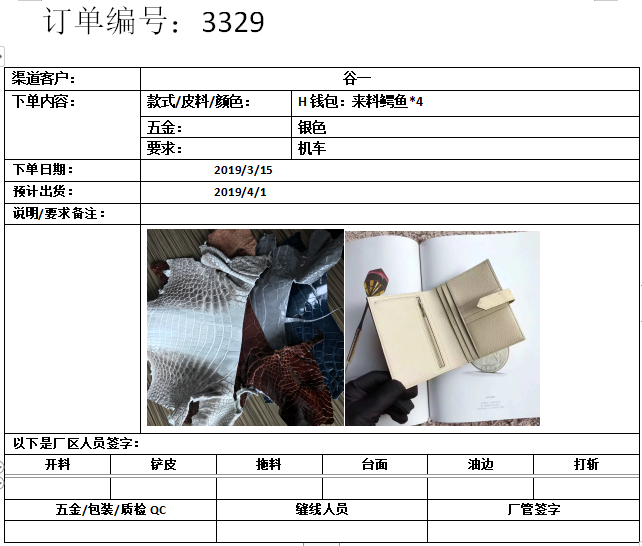 订单编号：3329
渠道客户： 谷一
下单内容： 款式/皮料/颜色： H 钱包：来料鳄鱼*4
五金： 银色
要求： 机车
下单日期： 2019/3/15
预计出货： 2019/4/1
说明/要求备注：
以下是厂区人员签字：
开料 铲皮 拖料 台面 油边 打斩
五金/包装/质检 QC 缝线人员 厂管签字